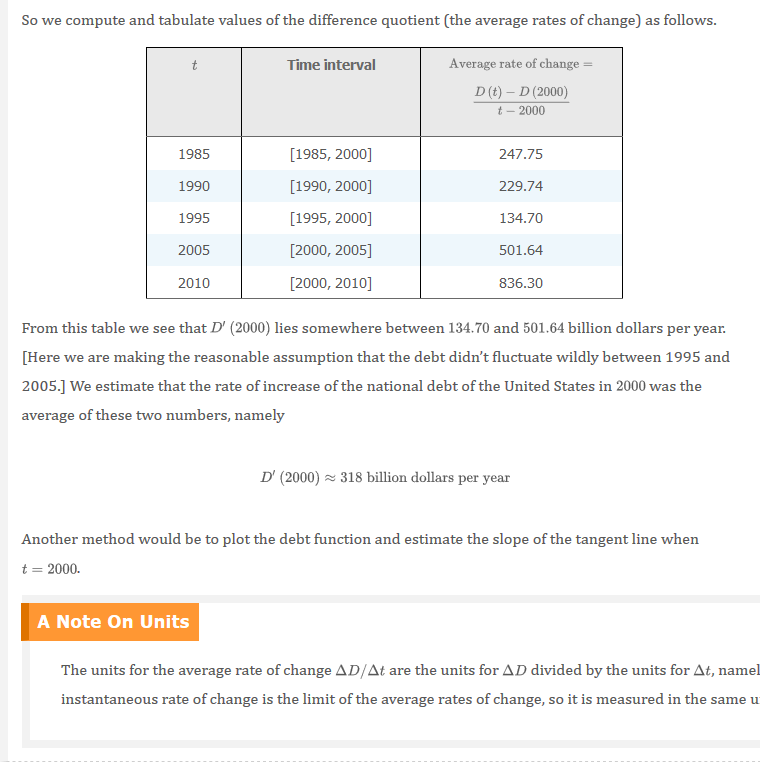 So we compute and tabulate values of the difference quotient (the average rates of change) as follows.
t Time interval Average rate of change =
D (t) − D (2000)
t − 2000
1985 [1985, 2000] 247.75
1990 [1990, 2000] 229.74
1995 [1995, 2000] 134.70
2005 [2000, 2005] 501.64
2010 [2000, 2010] 836.30
From this table we see that D′ (2000) lies somewhere between 134.70 and 501.64 billion dollars per year.
[Here we are making the reasonable assumption that the debt didn’t fluctuate wildly between 1995 and
2005.] We estimate that the rate of increase of the national debt of the United States in 2000 was the
average of these two numbers, namely
D′ (2000) ≈ 318 billion dollars per year
Another method would be to plot the debt function and estimate the slope of the tangent line when
t = 2000.
A Note On Units
The units for the average rate of change ΔD/Δt are the units for ΔD divided by the units for Δt, namel
instantaneous rate of change is the limit of the average rates of change, so it is measured in the same u